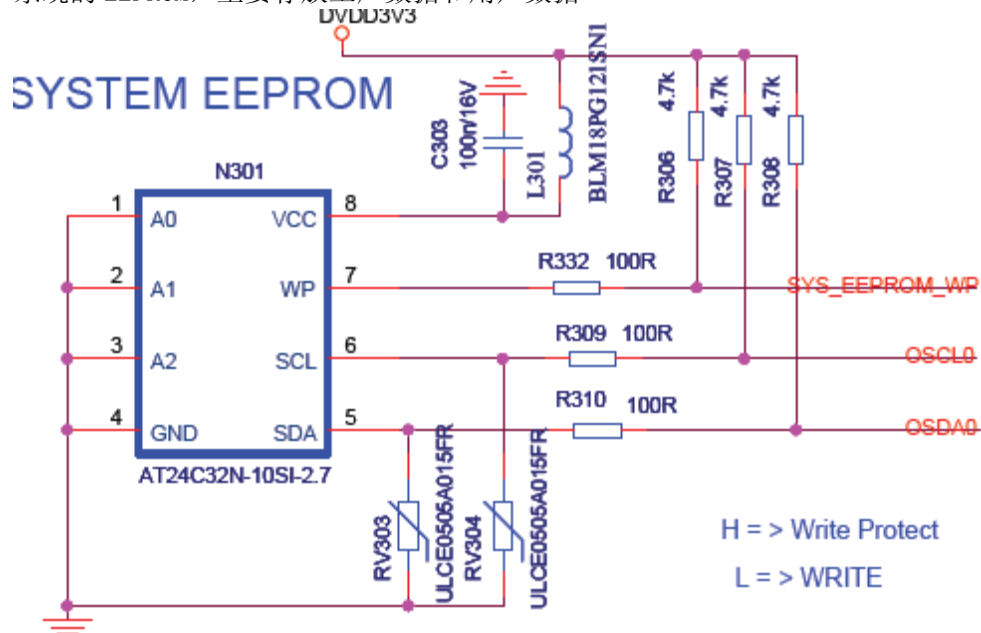 DVDD3V3
SYSTEM EEPROM
C303
100n/16V
L301
BLM18PG121SN1
4.7k
R306
4.7k
R307
4.7k
R308
N301
1 A0 VCC 8
2 A1 WP 7
3 A2 SCL 6
4 GND SDA 5
AT24C32N-10SI-2.7
R332 100R
SYS_EEPROM_WP
R309 100R
OSCL0
R310 100R
OSDA0
RV303
ULCE0505A015FR
RV304
ULCE0505A015FR
H = > Write Protect
L = > WRITE